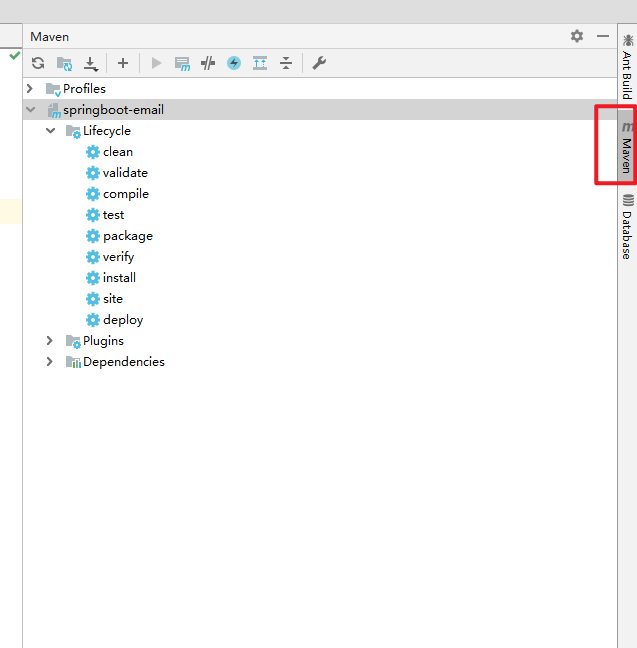 Maven
Profiles
springboot-email
Lifecycle
clean
validate
compile
test
package
verify
install
site
deploy
Plugins
Dependencies
Ant Build
m
Maven
Database